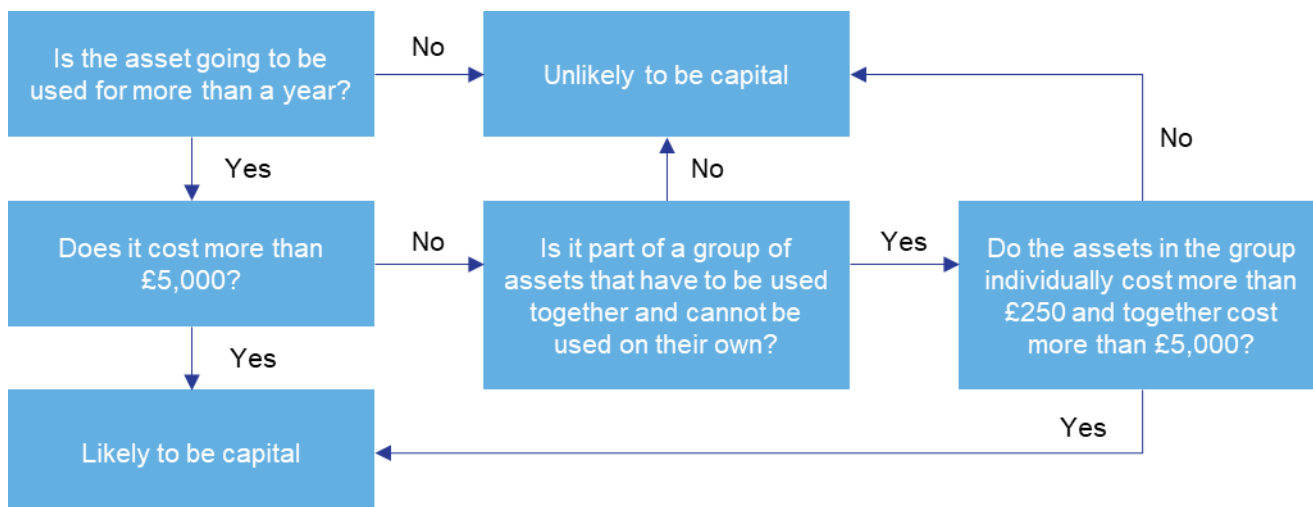 Is the asset going to be
used for more than a year?
No
Unlikely to be capital
No
Yes
No
Does it cost more than
£5,000?
No
Is it part of a group of
assets that have to be used
together and cannot be
used on their own?
Yes
Do the assets in the group
individually cost more than
£250 and together cost
more than £5,000?
Yes
Yes
Likely to be capital